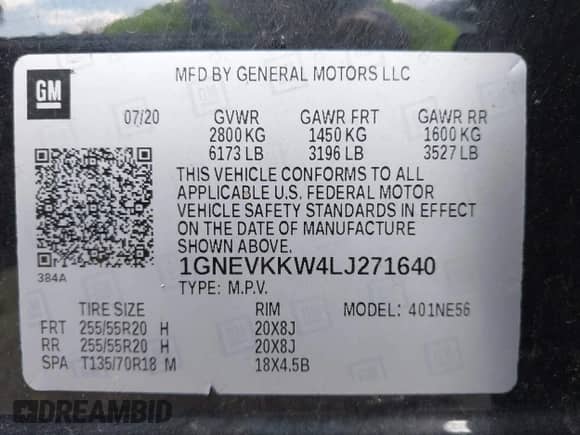 GM
MFD BY GENERAL MOTORS LLC
07/20 GVWR GAWR FRT GAWR RR
2800 KG 1450 KG 1600 KG
6173 LB 3196 LB 3527 LB
THIS VEHICLE CONFORMS TO ALL
APPLICABLE U.S. FEDERAL MOTOR
VEHICLE SAFETY STANDARDS IN EFFECT
ON THE DATE OF MANUFACTURE
SHOWN ABOVE.
384A
1GNEVKKW4LJ271640
TYPE: M.P.V.
TIRE SIZE RIM MODEL: 401NE56
FRT 255/55R20 H 20X8J
RR 255/55R20 H 20X8J
SPA T135/70R18 M 18X4.5B
DREAMBID